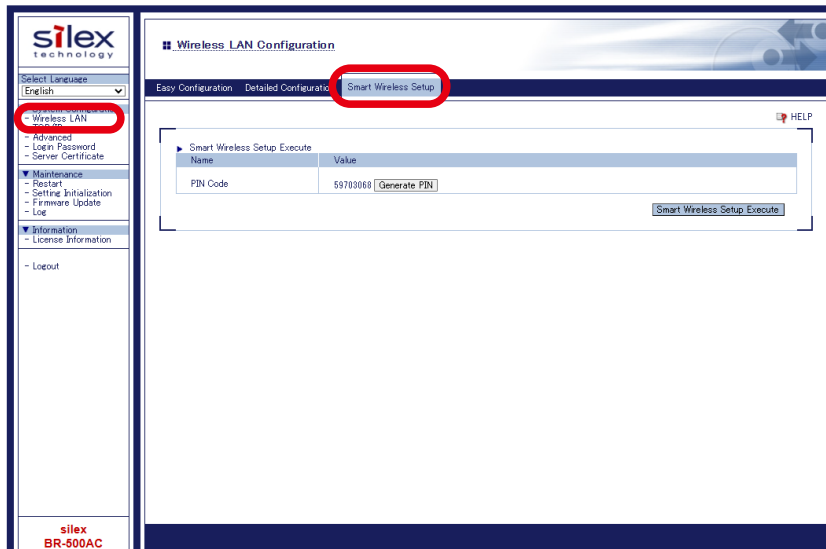 silex
technology
Select Language
English
- Wireless LAN
- Advanced
- Login Password
- Server Certificate
▼ Maintenance
- Restart
- Setting Initialization
- Firmware Update
- Log
▼ Information
- License Information
- Logout
silex
BR-500AC
Wireless LAN Configuration
Easy Configuration Detailed Configuration Smart Wireless Setup
HELP
▶ Smart Wireless Setup Execute
Name Value
PIN Code 59703068 Generate PIN
Smart Wireless Setup Execute